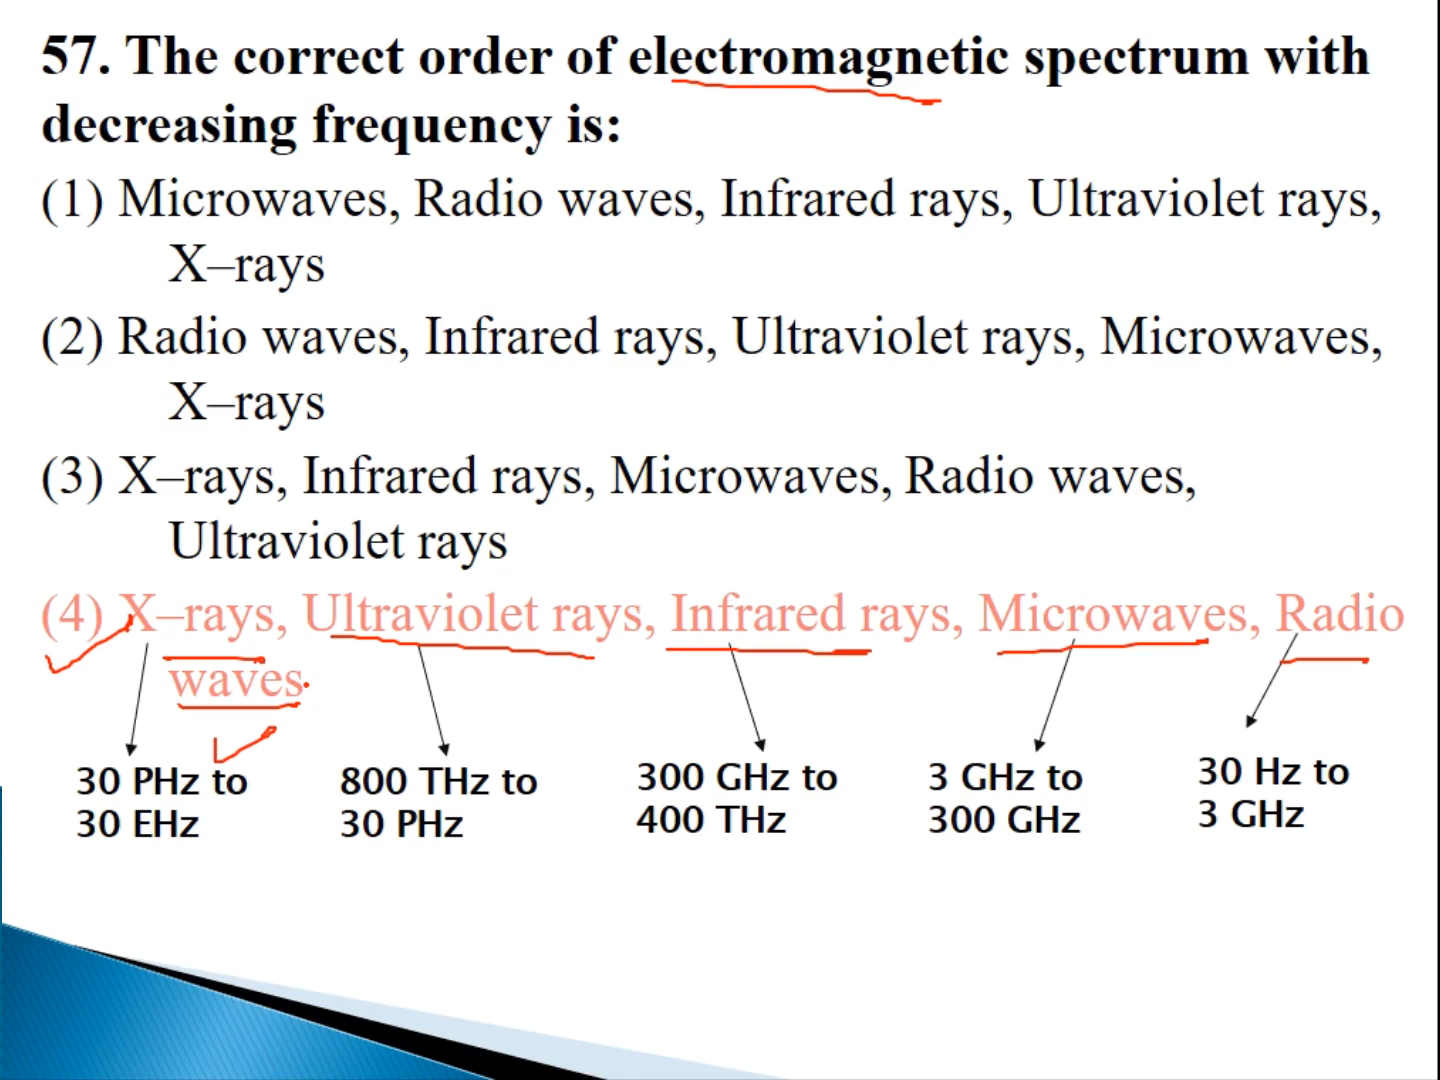 57. The correct order of electromagnetic spectrum with
decreasing frequency is:
(1) Microwaves, Radio waves, Infrared rays, Ultraviolet rays,
X–rays
(2) Radio waves, Infrared rays, Ultraviolet rays, Microwaves,
X–rays
(3) X–rays, Infrared rays, Microwaves, Radio waves,
Ultraviolet rays
(4) X–rays, Ultraviolet rays, Infrared rays, Microwaves, Radio
waves.
30 PHz to
30 EHz
800 THz to
30 PHz
300 GHz to
400 THz
3 GHz to
300 GHz
30 Hz to
3 GHz